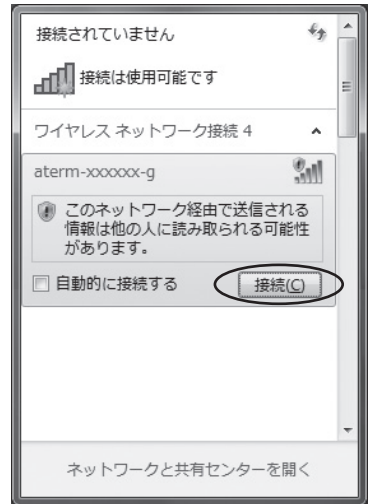 接続されていません
接続は使用可能です
ワイヤレス ネットワーク接続 4
aterm-xxxxxx-g
このネットワーク経由で送信される
情報は他の人に読み取られる可能性
があります。
自動的に接続する 接続(C)
ネットワークと共有センターを開く